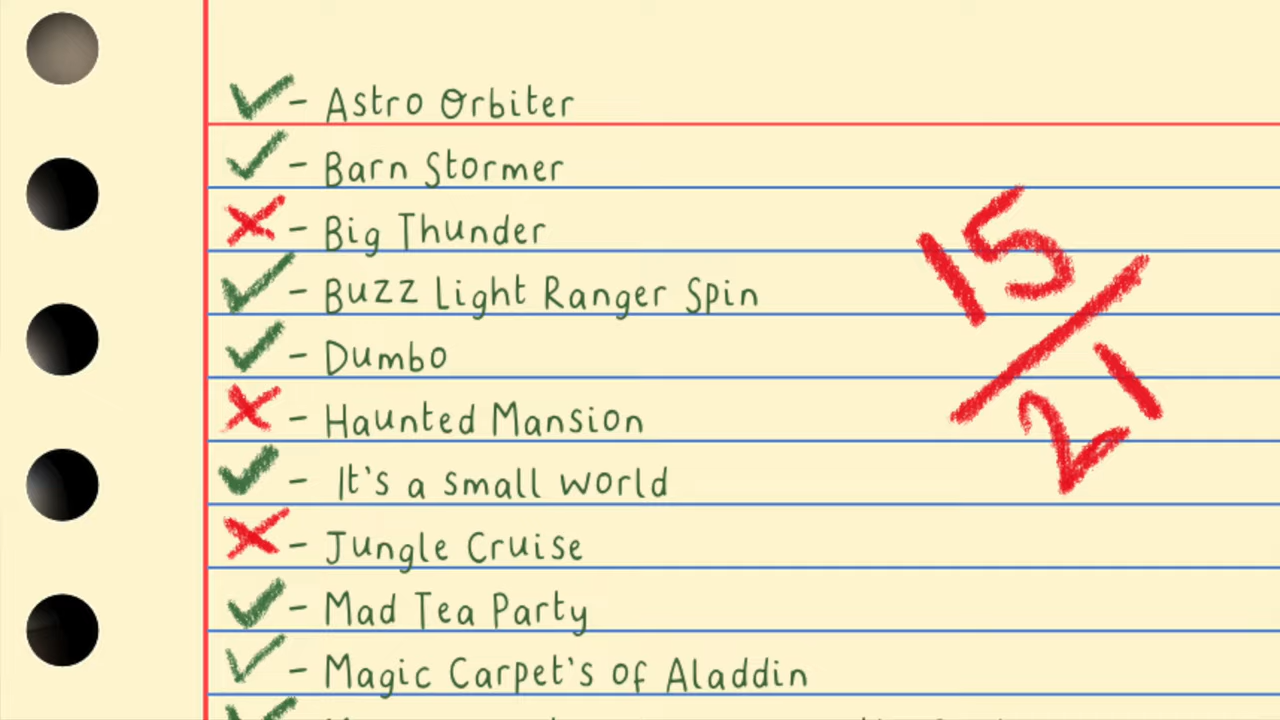 - Astro Orbiter
- Barn Stormer
- Big Thunder
- Buzz Light Ranger Spin
- Dumbo
- Haunted Mansion
- It's a small world
- Jungle Cruise
- Mad Tea Party
- Magic Carpet's of Aladdin
15/21